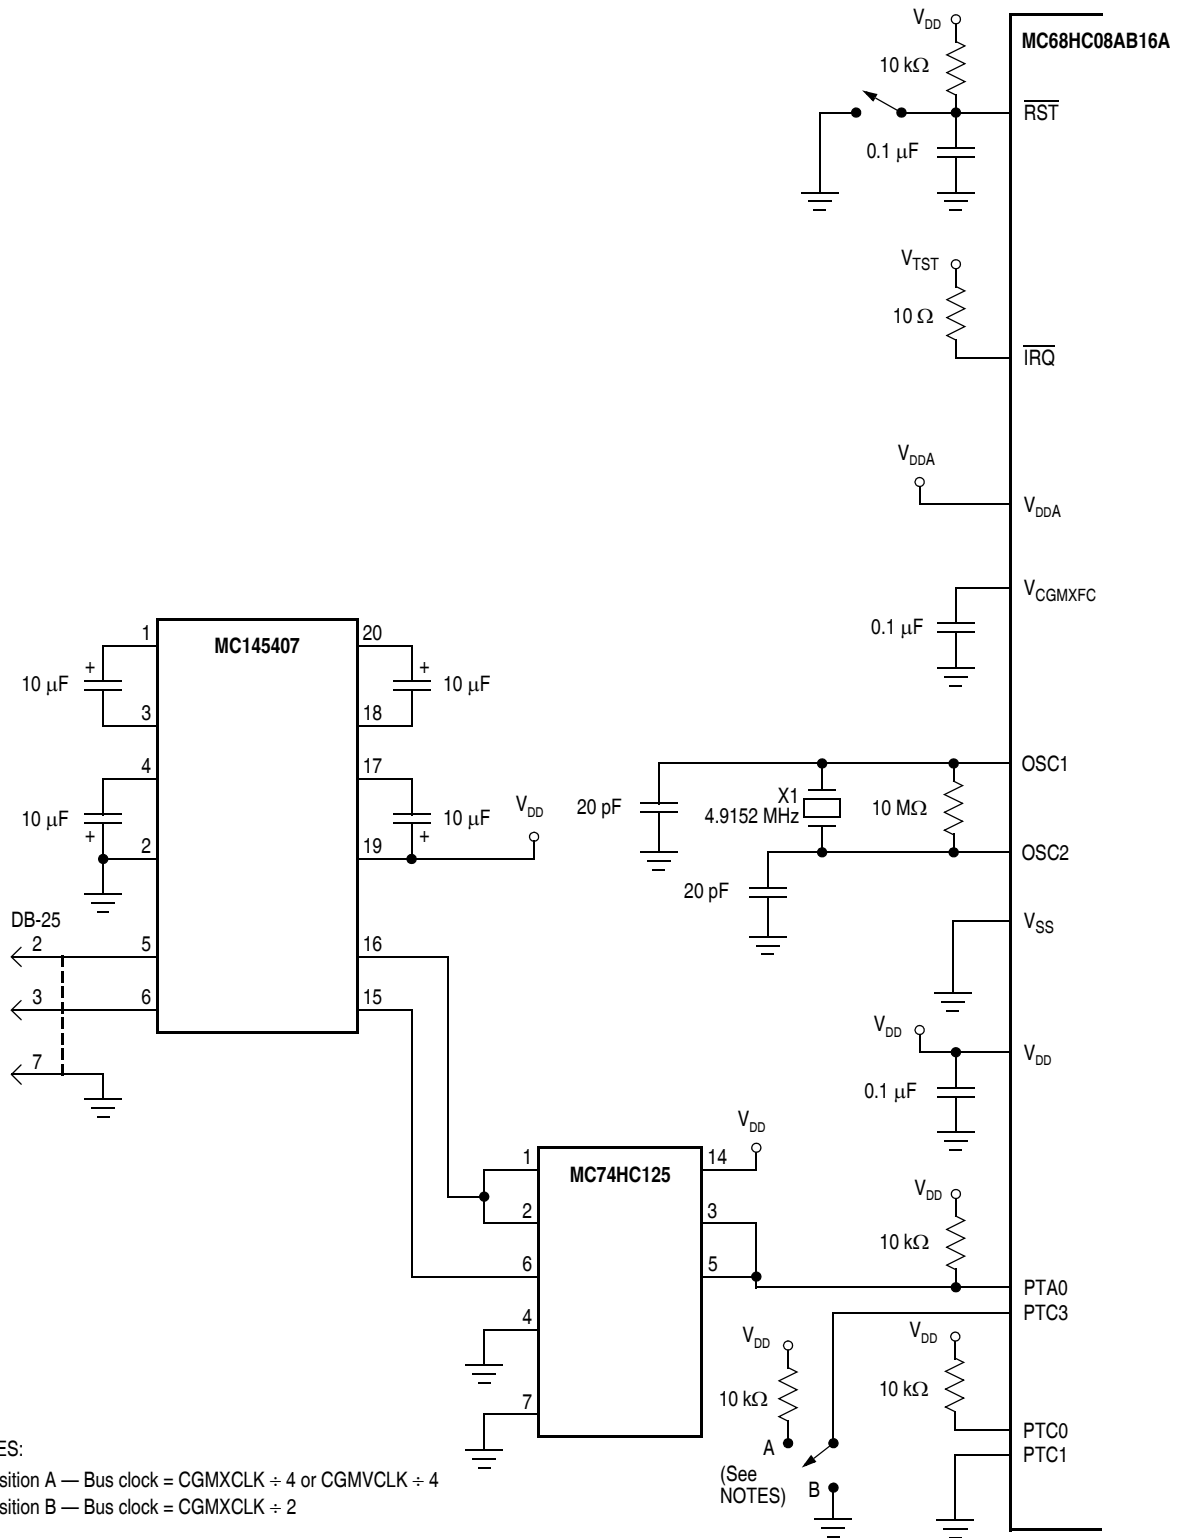 V_DD
MC68HC08AB16A
10 kΩ
RST
0.1 μF
V_TST
10 Ω
IRQ
V_DDA
V_DDA
V_CGMXFC
0.1 μF
MC145407
1
20
10 μF
+
+
10 μF
3
18
4
17
10 μF
+
+
10 μF
V_DD
2
19
OSC1
20 pF
X1
4.9152 MHz
10 MΩ
OSC2
20 pF
V_SS
DB-25
2
5
16
3
6
15
7
V_DD
V_DD
0.1 μF
V_DD
MC74HC125
1
14
2
3
6
5
4
7
V_DD
10 kΩ
PTA0
PTC3
V_DD
10 kΩ
V_DD
10 kΩ
PTC0
PTC1
A
(See
NOTES)
B
ES:
sition A — Bus clock = CGMXCLK ÷ 4 or CGMVCLK ÷ 4
sition B — Bus clock = CGMXCLK ÷ 2